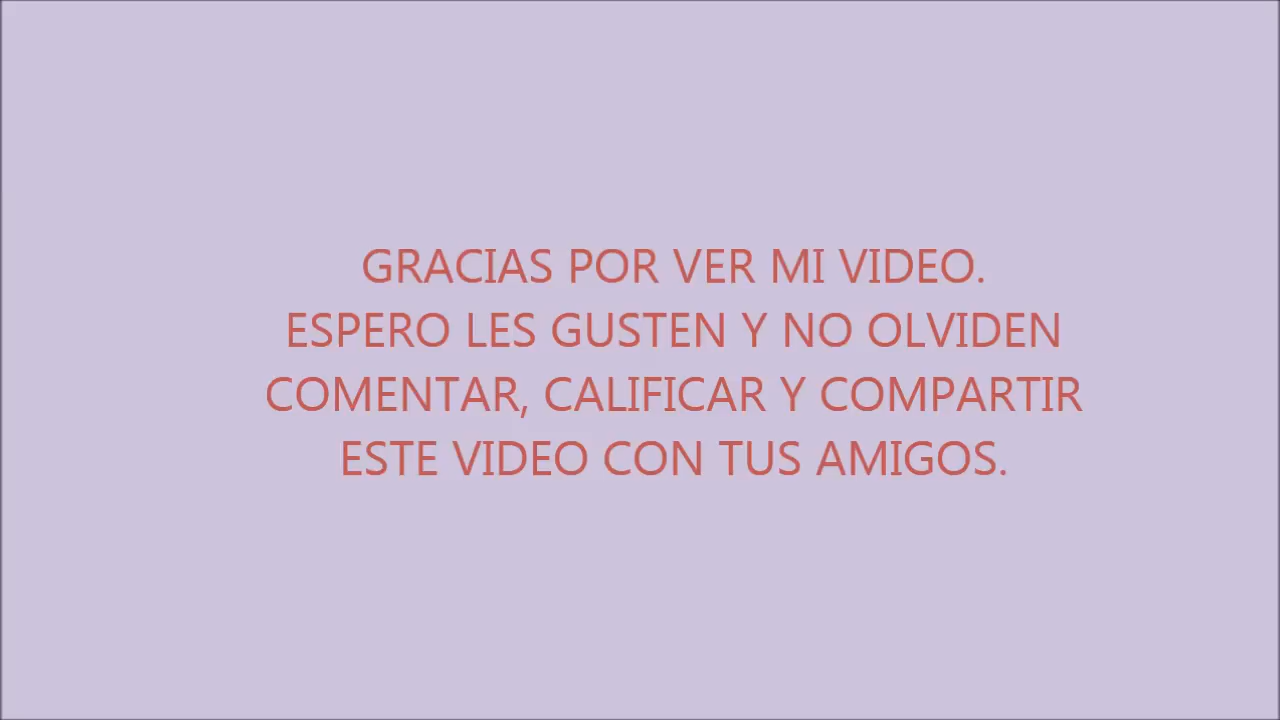 GRACIAS POR VER MI VIDEO.
ESPERO LES GUSTEN Y NO OLVIDEN
COMENTAR, CALIFICAR Y COMPARTIR
ESTE VIDEO CON TUS AMIGOS.